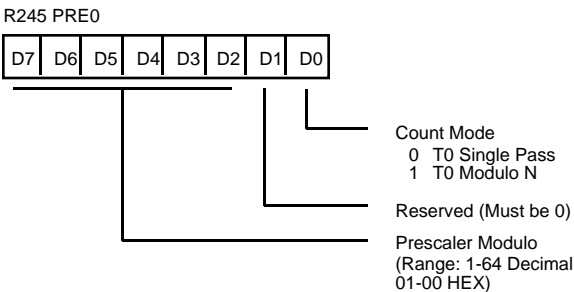 R245 PRE0
D7 D6 D5 D4 D3 D2 D1 D0
Count Mode
0 T0 Single Pass
1 T0 Modulo N
Reserved (Must be 0)
Prescaler Modulo
(Range: 1-64 Decimal
01-00 HEX)